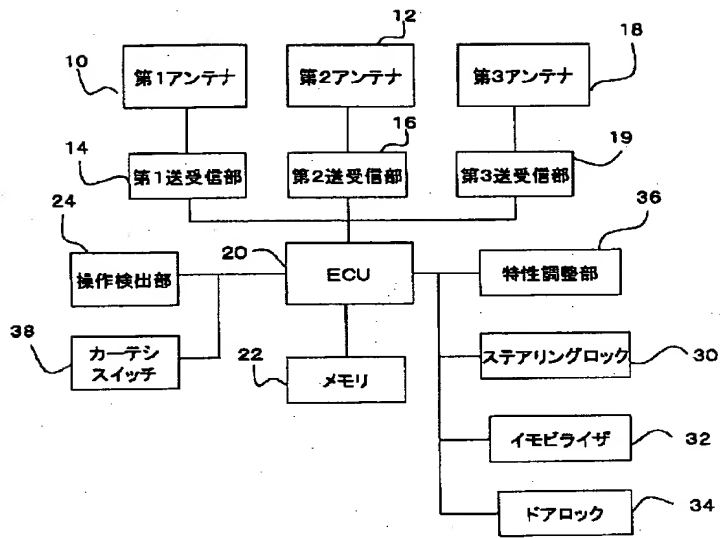 12
10
第1アンテナ
第2アンテナ
第3アンテナ
18
14
第1送受信部
16
第2送受信部
第3送受信部
19
24
操作検出部
20
ECU
特性調整部
36
38
カーテシ
スイッチ
22
メモリ
ステアリングロック
30
イモビライザ
32
ドアロック
34